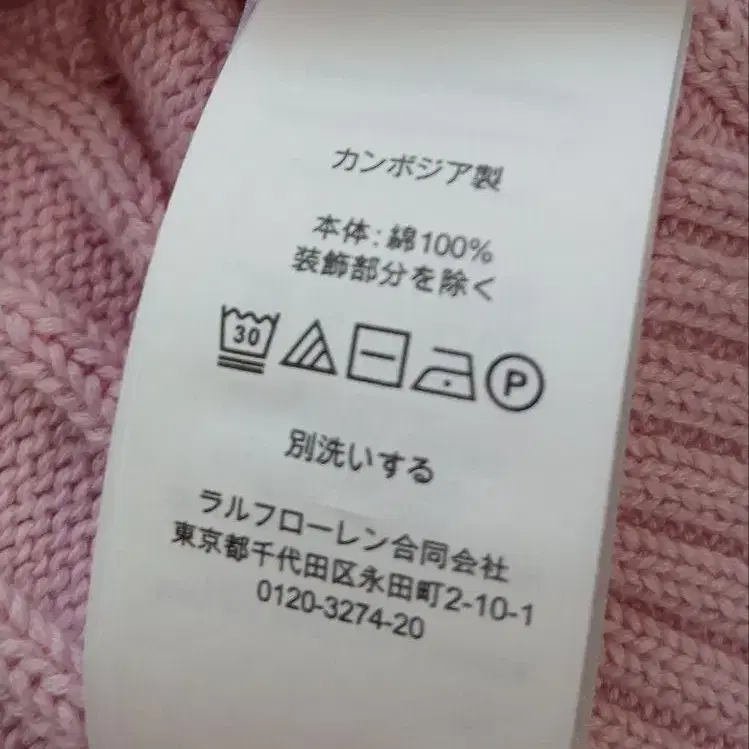 カンボジア製
本体:綿100%
装飾部分を除く
30 P
別洗いする
ラルフローレン合同会社
東京都千代田区永田町2-10-1
0120-3274-20